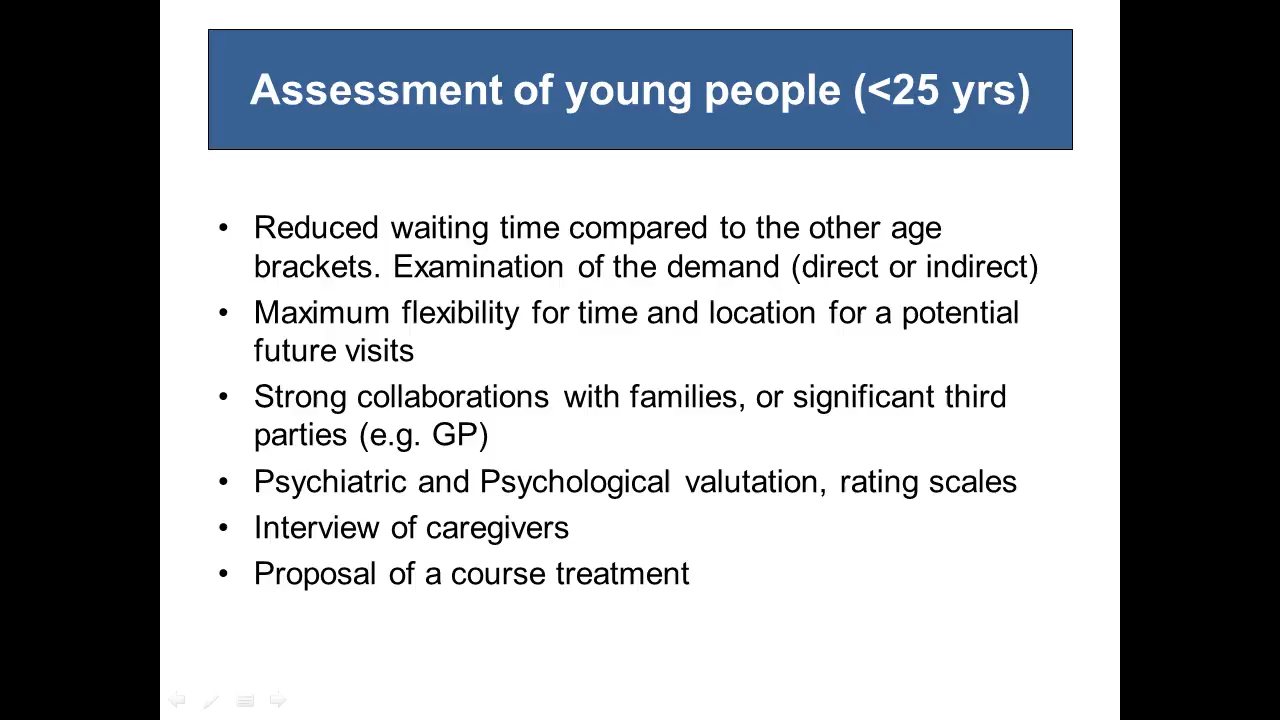 Assessment of young people (<25 yrs)
• Reduced waiting time compared to the other age
brackets. Examination of the demand (direct or indirect)
• Maximum flexibility for time and location for a potential
future visits
• Strong collaborations with families, or significant third
parties (e.g. GP)
• Psychiatric and Psychological valutation, rating scales
• Interview of caregivers
• Proposal of a course treatment